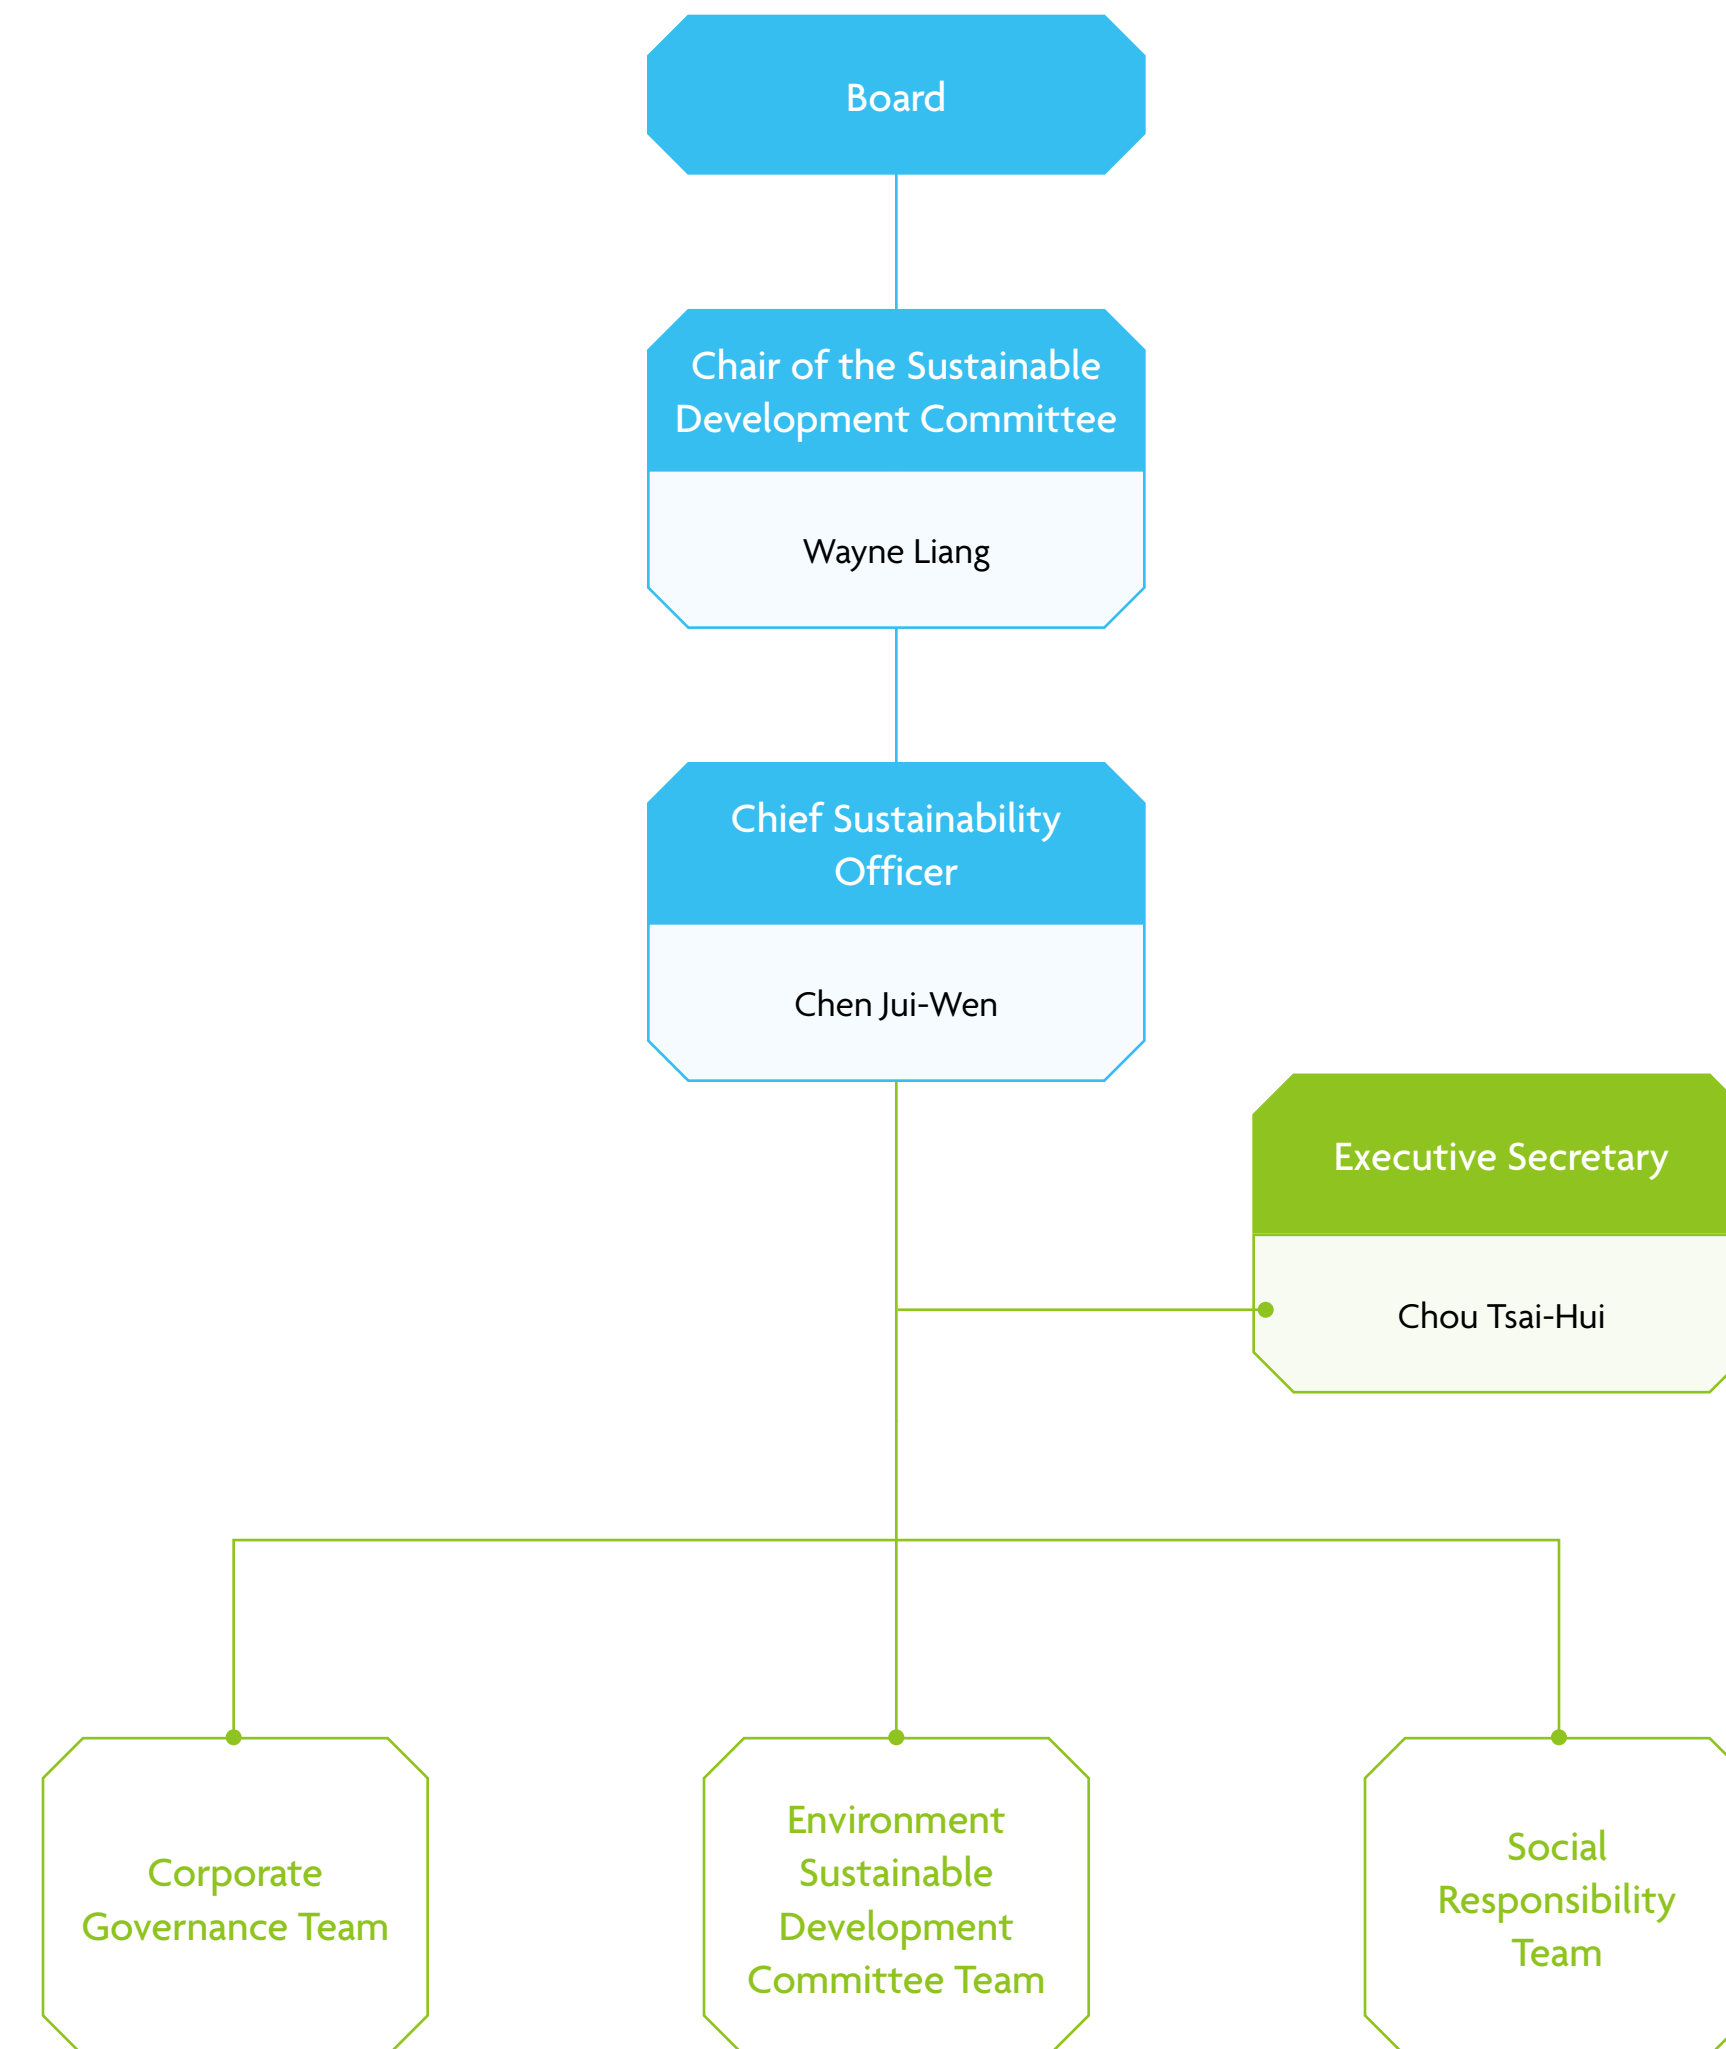 Board
Chair of the Sustainable
Development Committee
Wayne Liang
Chief Sustainability
Officer
Chen Jui-Wen
Executive Secretary
Chou Tsai-Hui
Corporate
Governance Team
Environment
Sustainable
Development
Committee Team
Social
Responsibility
Team